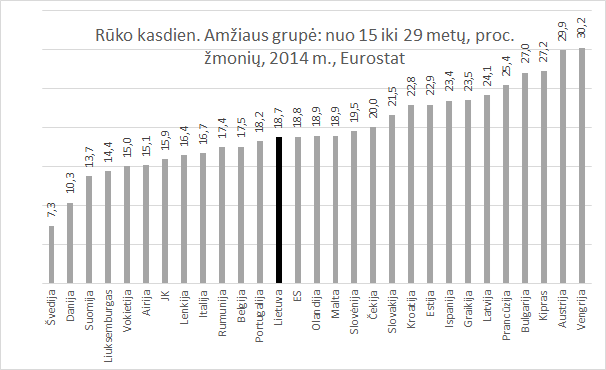 Rūko kasdien. Amžiaus grupė: nuo 15 iki 29 metų, proc.
žmonių, 2014 m., Eurostat
7,3
10,3
13,7
14,4
15,0
15,1
15,9
16,4
16,7
17,4
17,5
18,2
18,7
18,8
18,9
18,9
19,5
20,0
21,5
22,8
22,9
23,4
23,5
24,1
25,4
27,0
27,2
29,9
30,2
Švedija
Danija
Suomija
Liuksemburgas
Vokietija
Airija
JK
Lenkija
Italija
Rumunija
Belgija
Portugalija
Lietuva
ES
Olandija
Malta
Slovėnija
Čekija
Slovakija
Kroatija
Estija
Ispanija
Graikija
Latvija
Prancūzija
Bulgarija
Kipras
Austrija
Vengrija